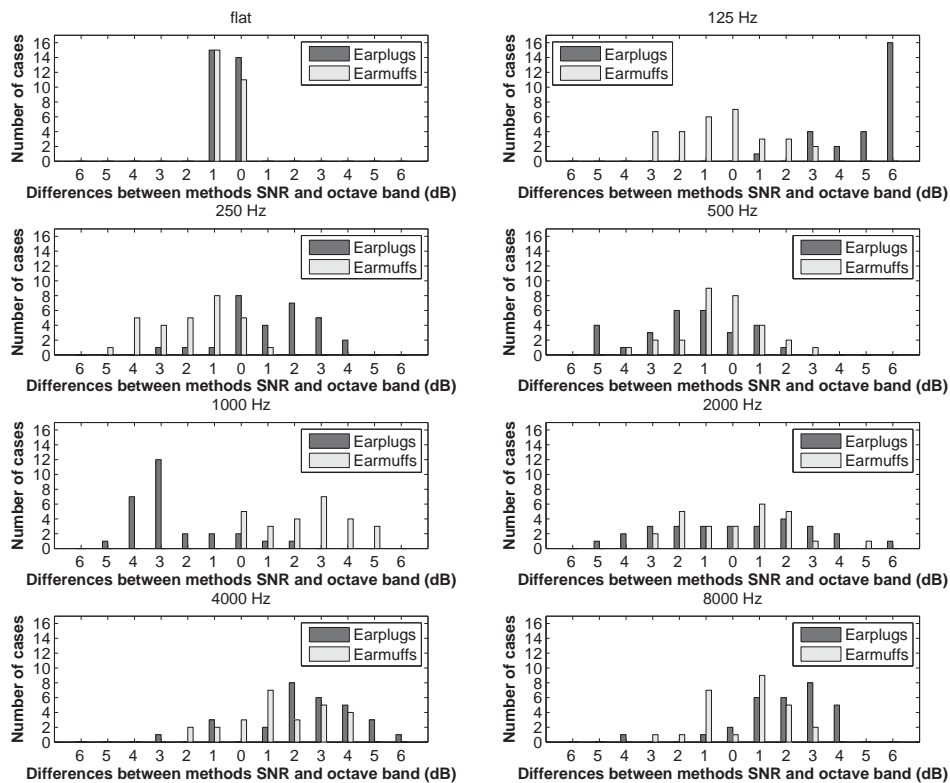 flat
16
14
12
10
8
6
4
2
0
Number of cases
Earplugs
Earmuffs
6 5 4 3 2 1 0 1 2 3 4 5 6
Differences between methods SNR and octave band (dB)
125 Hz
16
14
12
10
8
6
4
2
0
Number of cases
Earplugs
Earmuffs
6 5 4 3 2 1 0 1 2 3 4 5 6
Differences between methods SNR and octave band (dB)
250 Hz
16
14
12
10
8
6
4
2
0
Number of cases
Earplugs
Earmuffs
6 5 4 3 2 1 0 1 2 3 4 5 6
Differences between methods SNR and octave band (dB)
500 Hz
16
14
12
10
8
6
4
2
0
Number of cases
Earplugs
Earmuffs
6 5 4 3 2 1 0 1 2 3 4 5 6
Differences between methods SNR and octave band (dB)
1000 Hz
16
14
12
10
8
6
4
2
0
Number of cases
Earplugs
Earmuffs
6 5 4 3 2 1 0 1 2 3 4 5 6
Differences between methods SNR and octave band (dB)
2000 Hz
16
14
12
10
8
6
4
2
0
Number of cases
Earplugs
Earmuffs
6 5 4 3 2 1 0 1 2 3 4 5 6
Differences between methods SNR and octave band (dB)
4000 Hz
16
14
12
10
8
6
4
2
0
Number of cases
Earplugs
Earmuffs
6 5 4 3 2 1 0 1 2 3 4 5 6
Differences between methods SNR and octave band (dB)
8000 Hz
16
14
12
10
8
6
4
2
0
Number of cases
Earplugs
Earmuffs
6 5 4 3 2 1 0 1 2 3 4 5 6
Differences between methods SNR and octave band (dB)